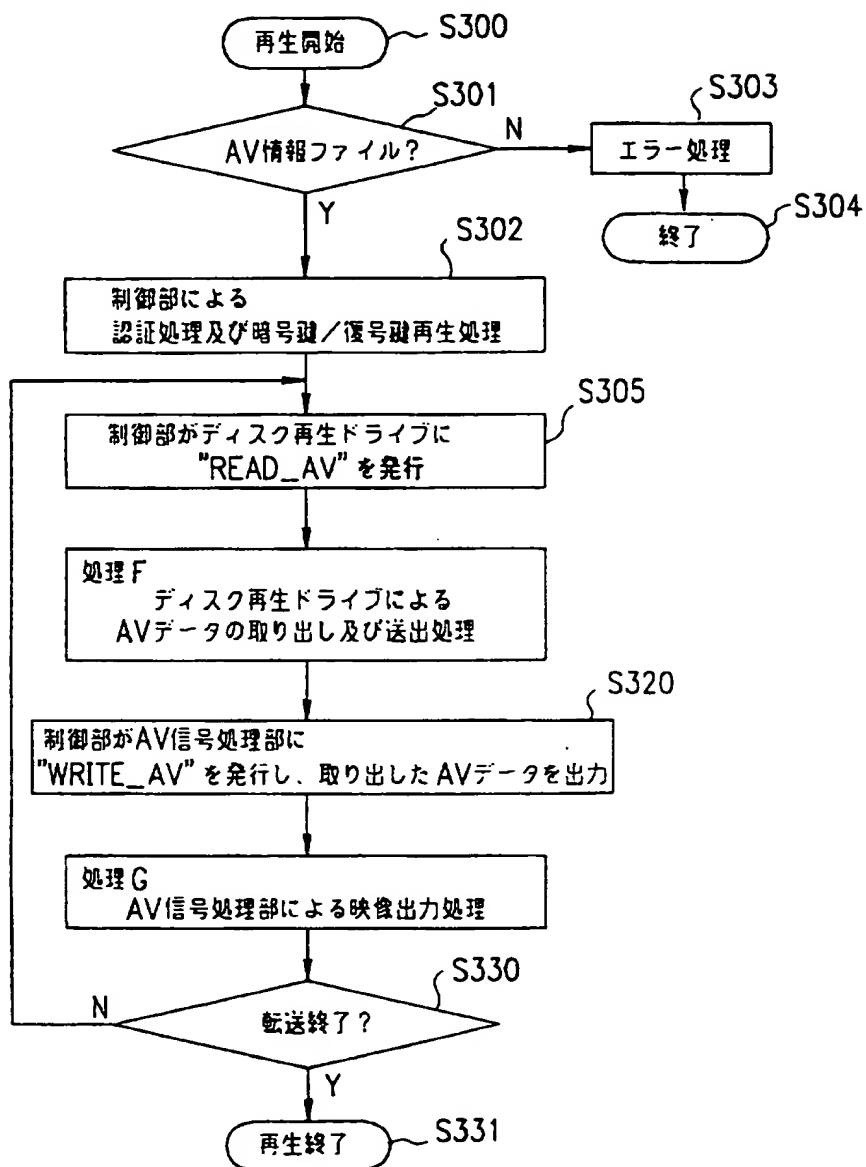 再生開始
S300
S301
AV情報ファイル?
N
S303
エラー処理
Y
S304
終了
S302
制御部による
認証処理及び暗号鍵/復号鍵再生処理
S305
制御部がディスク再生ドライブに
"READ_AV"を発行
処理F
ディスク再生ドライブによる
AVデータの取り出し及び送出処理
S320
制御部がAV信号処理部に
"WRITE_AV"を発行し、取り出したAVデータを出力
処理G
AV信号処理部による映像出力処理
S330
N
転送終了?
Y
再生終了
S331